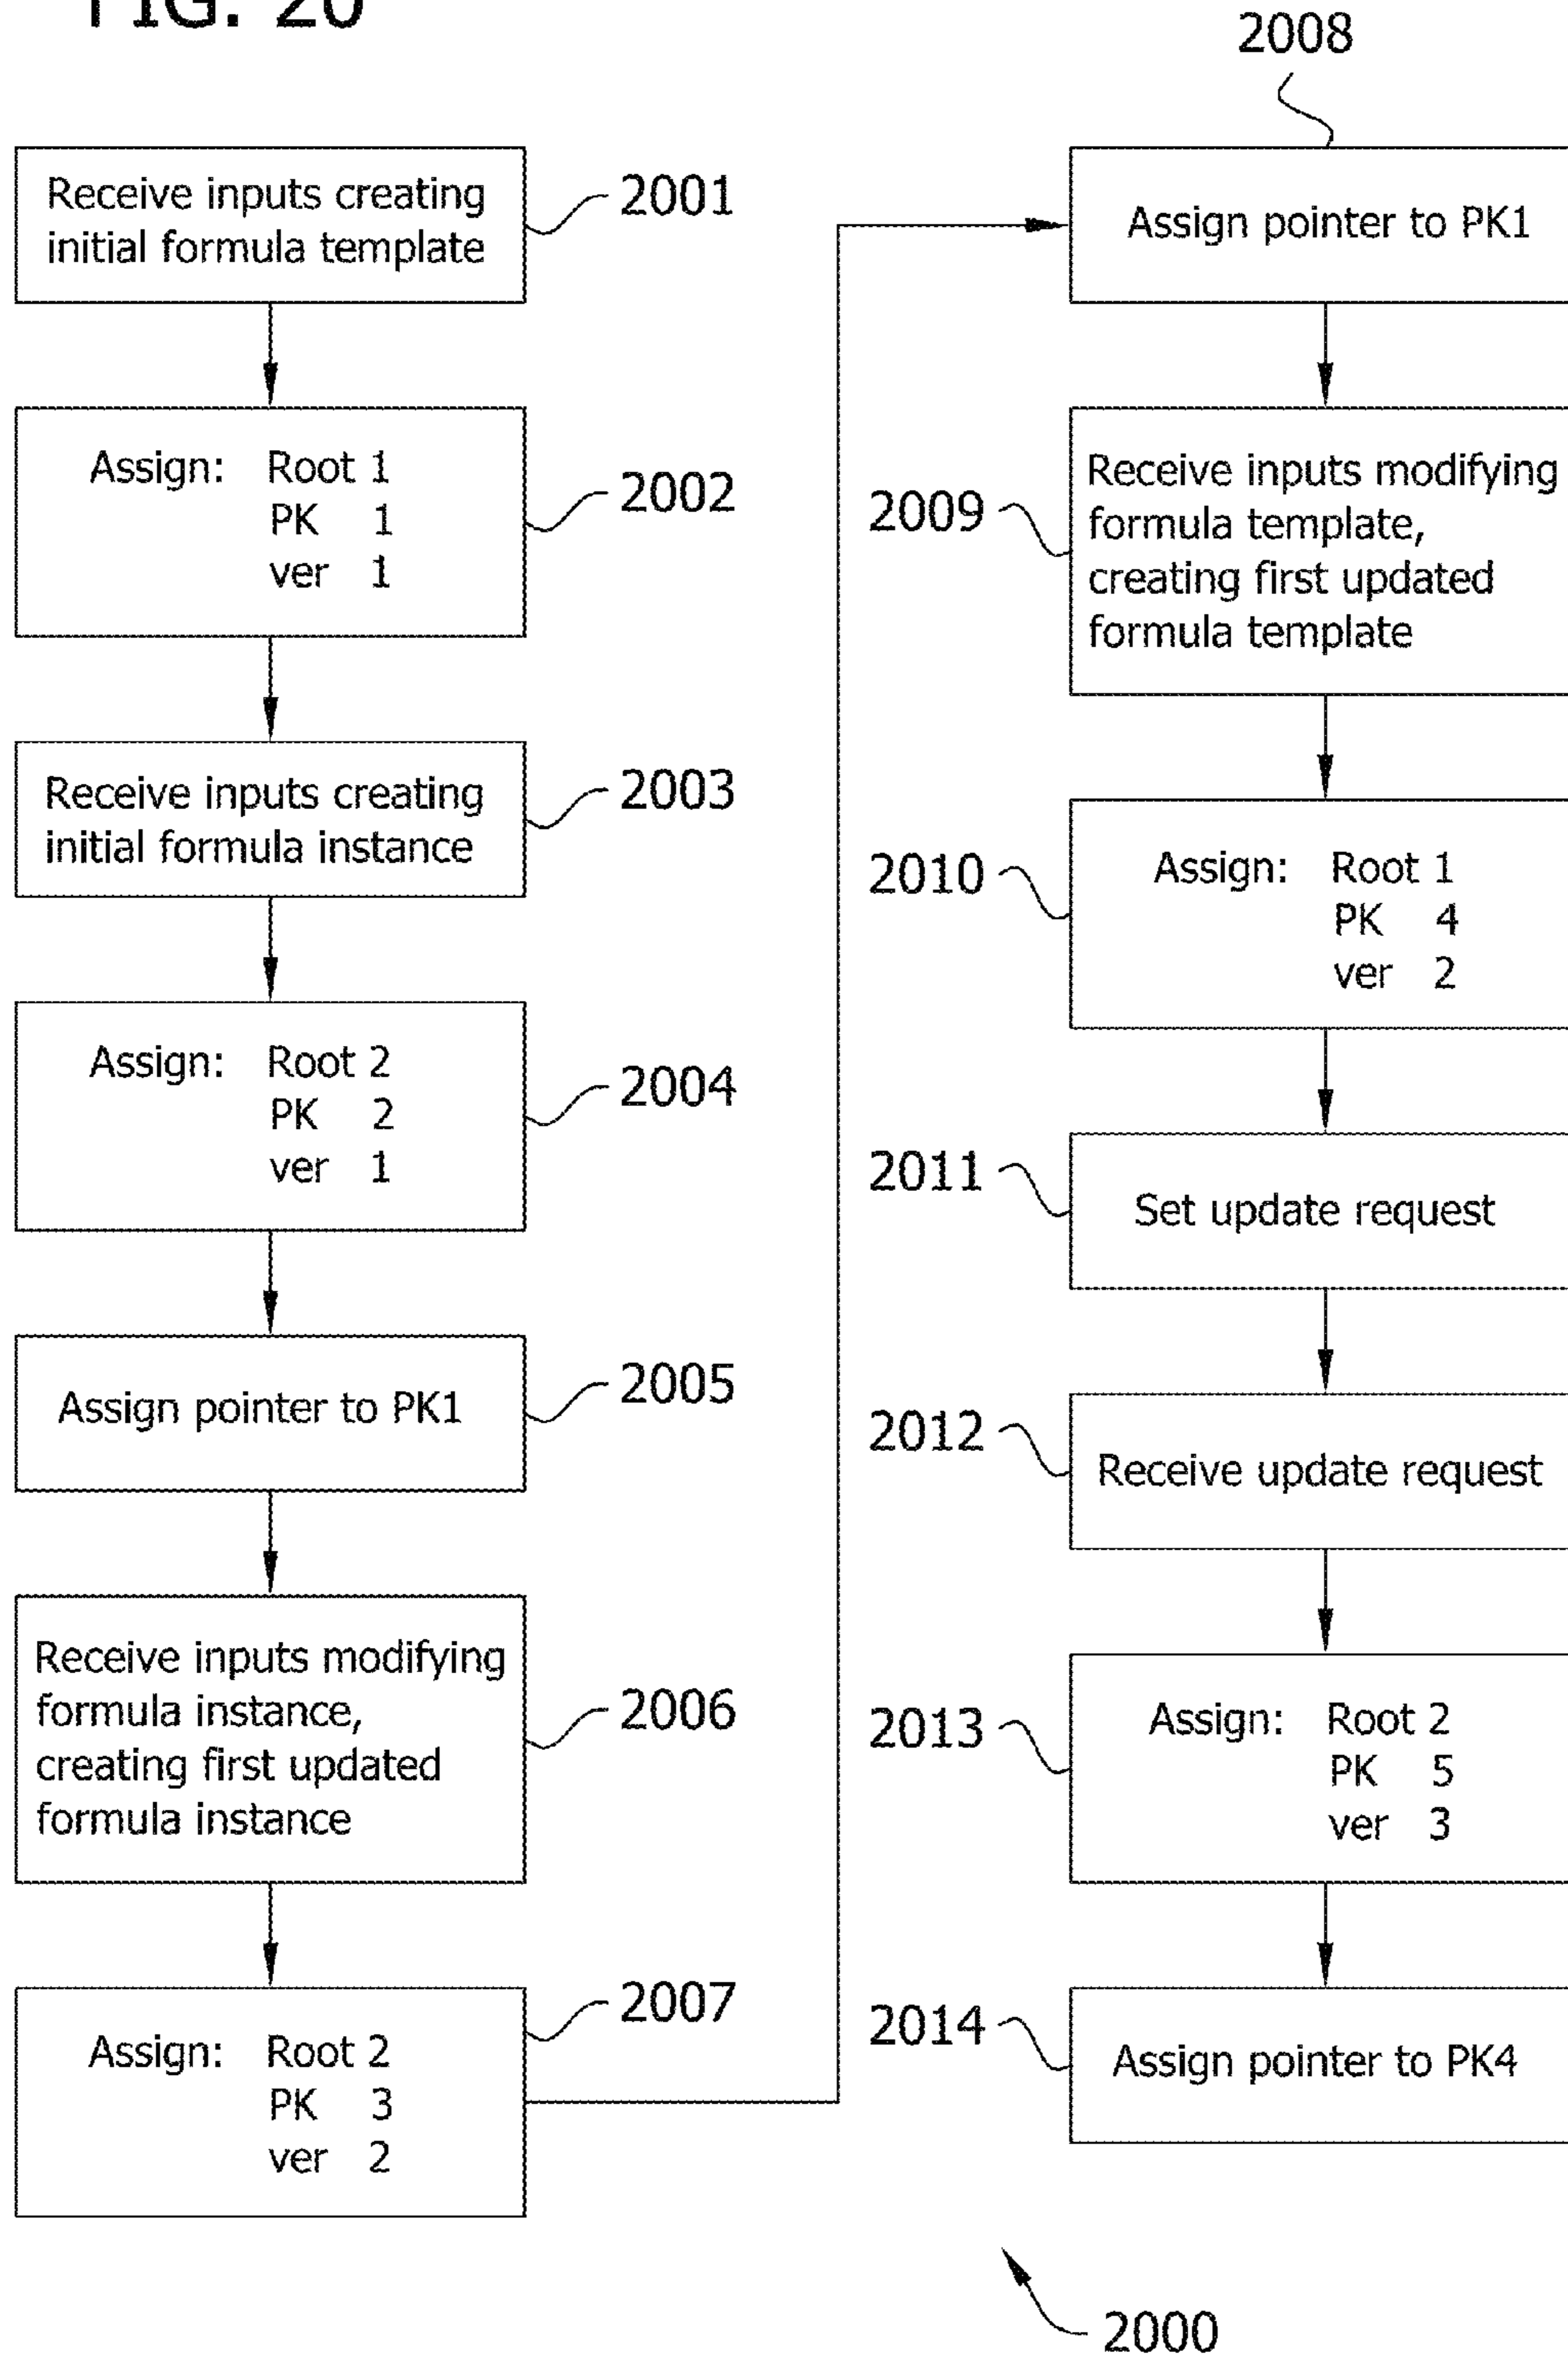 FIG. 20
Receive inputs creating
initial formula template
2001
Assign: Root 1
PK 1
ver 1
2002
Receive inputs creating
initial formula instance
2003
Assign: Root 2
PK 2
ver 1
2004
Assign pointer to PK1
2005
Receive inputs modifying
formula instance,
creating first updated
formula instance
2006
Assign: Root 2
PK 3
ver 2
2007
2008
Assign pointer to PK1
2009
Receive inputs modifying
formula template,
creating first updated
formula template
2010
Assign: Root 1
PK 4
ver 2
2011
Set update request
2012
Receive update request
2013
Assign: Root 2
PK 5
ver 3
2014
Assign pointer to PK4
2000